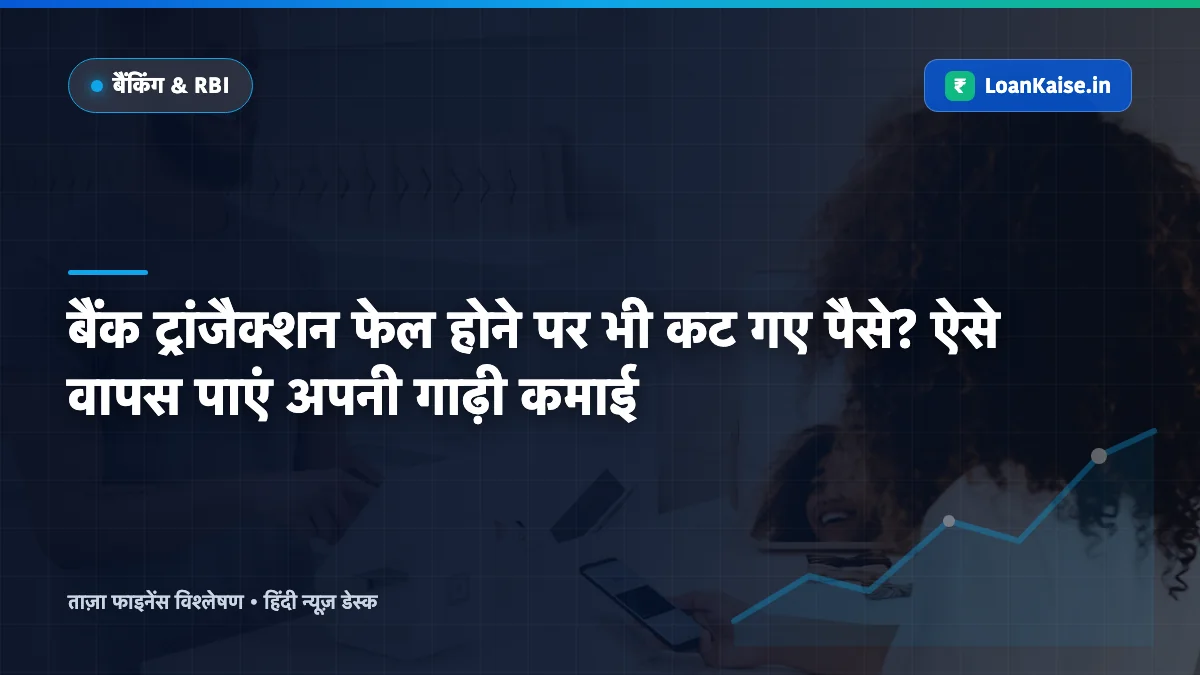 बैंकिंग & RBI
₹ LoanKaise.in
बैंक ट्रांजैक्शन फेल होने पर भी कट गए पैसे? ऐसे
वापस पाएं अपनी गाढ़ी कमाई
ताज़ा फाइनेंस विश्लेषण • हिंदी न्यूज़ डेस्क